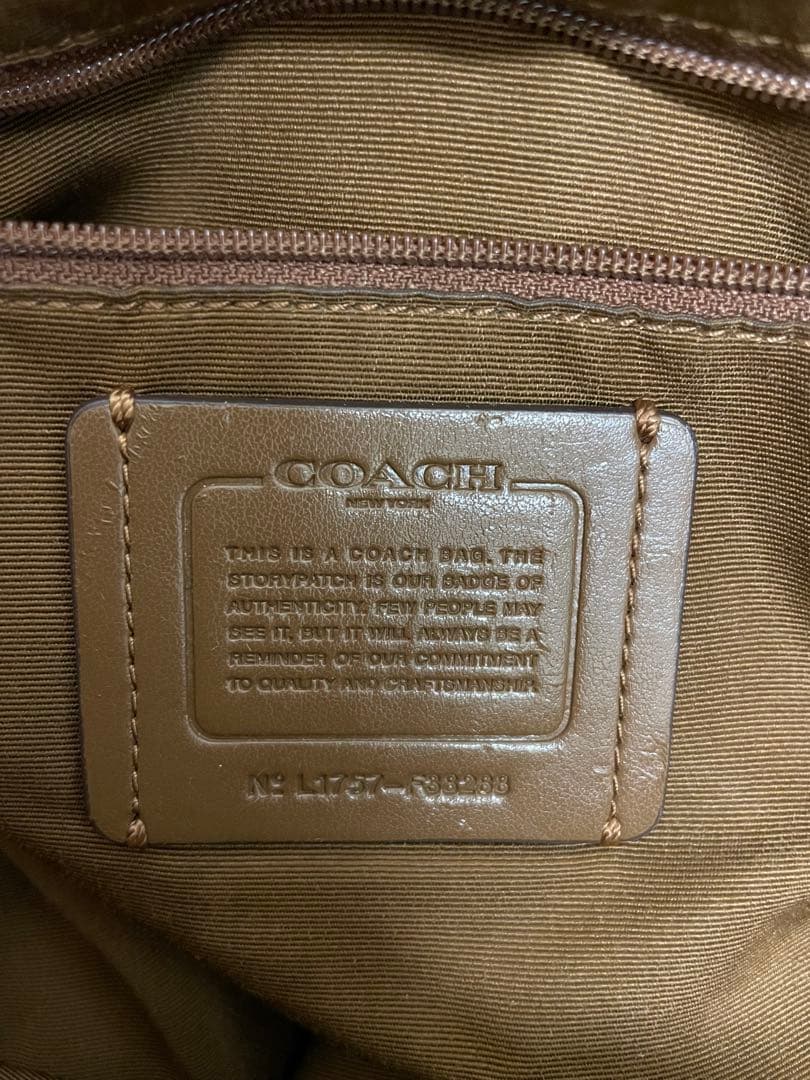 COACH
NEW YORK
THIS IS A COACH BAG. THE
STORYPATCH IS OUR BADGE OF
AUTHENTICITY. FEW PEOPLE MAY
SEE IT, BUT IT WILL ALWAYS BE A
REMINDER OF OUR COMMITMENT
TO QUALITY AND CRAFTSMANSHIP.
Nº L1757-F38288